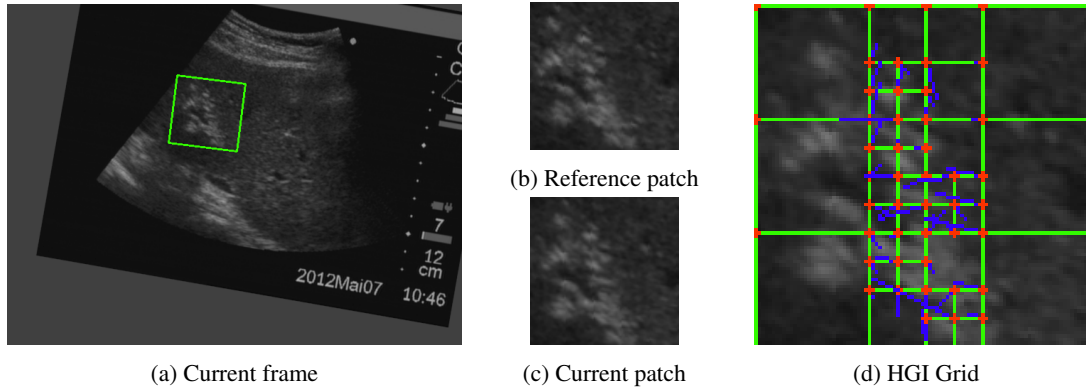 C
C
7
12
cm
2012Mai07
10:46
(a) Current frame
(b) Reference patch
(c) Current patch
(d) HGI Grid